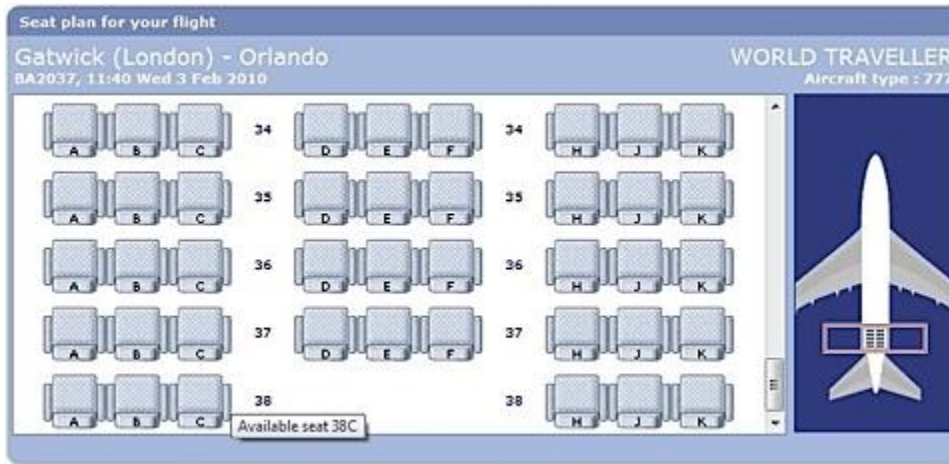 Seat plan for your flight
Gatwick (London) - Orlando
WORLD TRAVELLER
BA2037, 11:40 Wed 3 Feb 2010
Aircraft type : 777
A B C 34 D E F 34 H J K
A B C 35 D E F 35 H J K
A B C 36 D E F 36 H J K
A B C 37 D E F 37 H J K
A B C 38 38 H J K
Available seat 38C